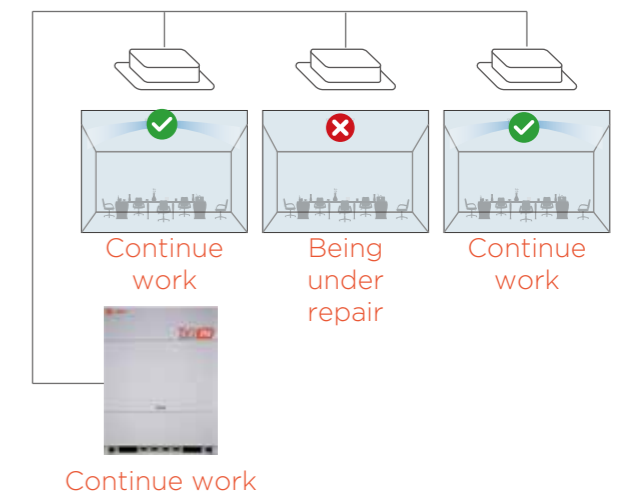 Continue
work
Being
under
repair
Continue
work
Continue work